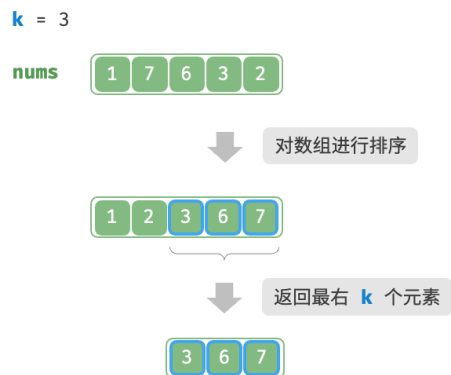 k = 3
nums 1 7 6 3 2
对数组进行排序
1 2 3 6 7
返回最右 k 个元素
3 6 7